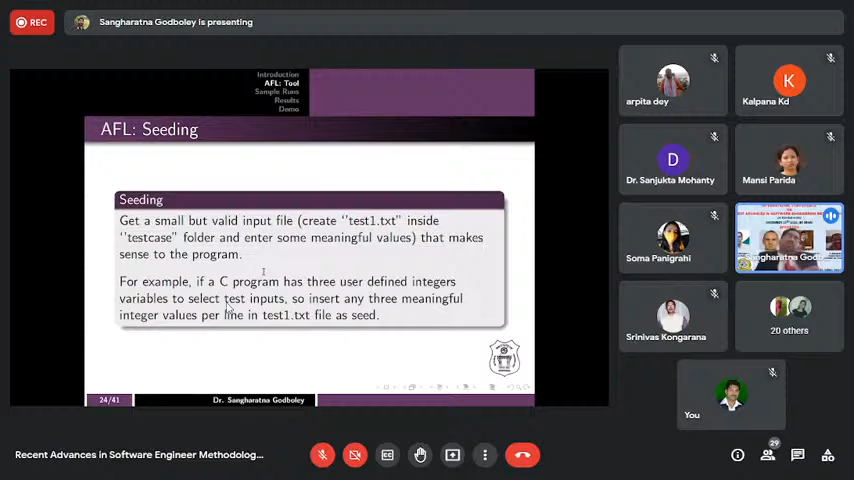 REC
Sangharatna Godboley is presenting
Introduction
AFL: Tool
Sample Runs
Results
Demo
AFL: Seeding
Seeding
Get a small but valid input file (create ‘‘test1.txt” inside
‘‘testcase” folder and enter some meaningful values) that makes
sense to the program.
For example, if a C program has three user defined integers
variables to select test inputs, so insert any three meaningful
integer values per line in test1.txt file as seed.
24/41
Dr. Sangharatna Godboley
arpita dey
K
Kalpana Kd
D
Dr. Sanjukta Mohanty
Mansi Parida
Soma Panigrahi
Sangharatna Godb
Srinivas Kongarana
20 others
You
Recent Advances in Software Engineer Methodolog...
29